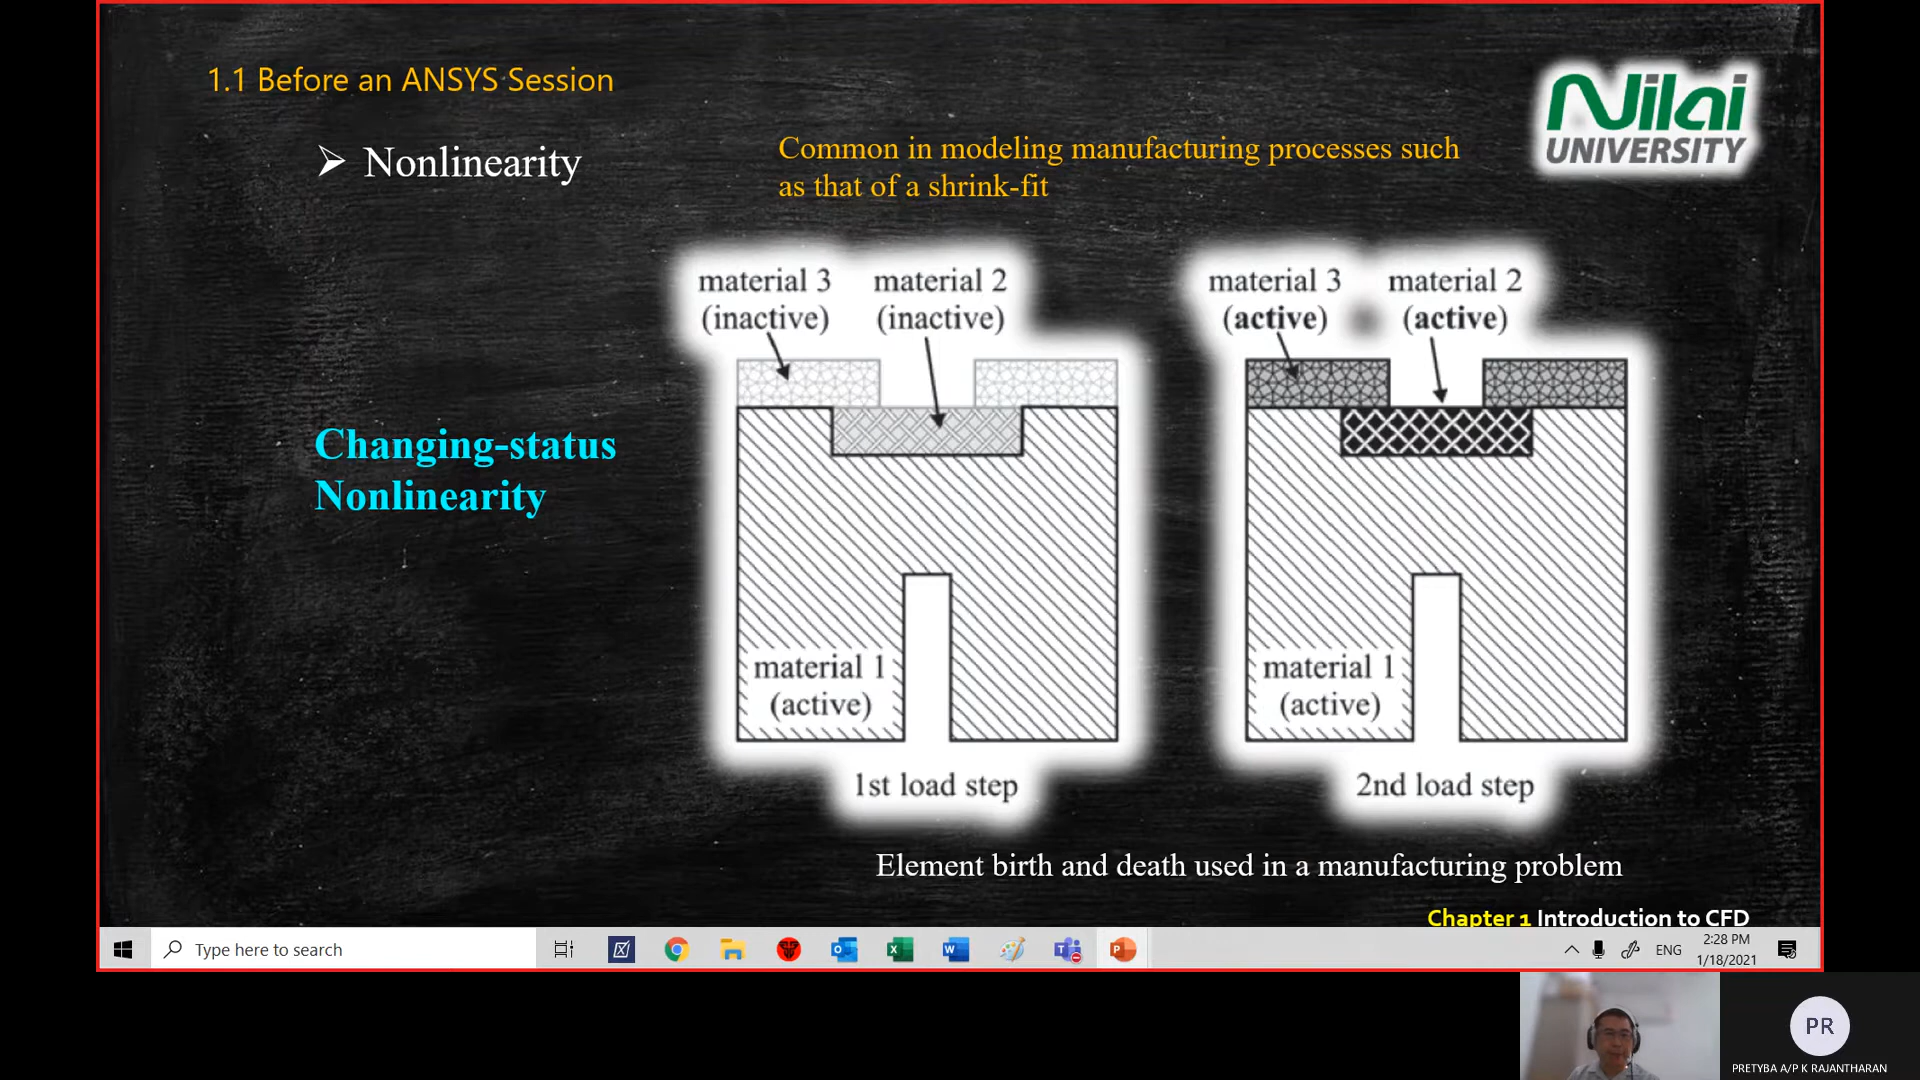 1.1 Before an ANSYS Session
Nilai
UNIVERSITY
➢ Nonlinearity
Common in modeling manufacturing processes such
as that of a shrink-fit
material 3
(inactive)
material 2
(inactive)
material 3
(active)
material 2
(active)
Changing-status
Nonlinearity
material 1
(active)
material 1
(active)
1st load step
2nd load step
Element birth and death used in a manufacturing problem
Chapter 1 Introduction to CFD
Type here to search
ENG
2:28 PM
1/18/2021
PR
PRETYBA A/P K RAJANTHARAN